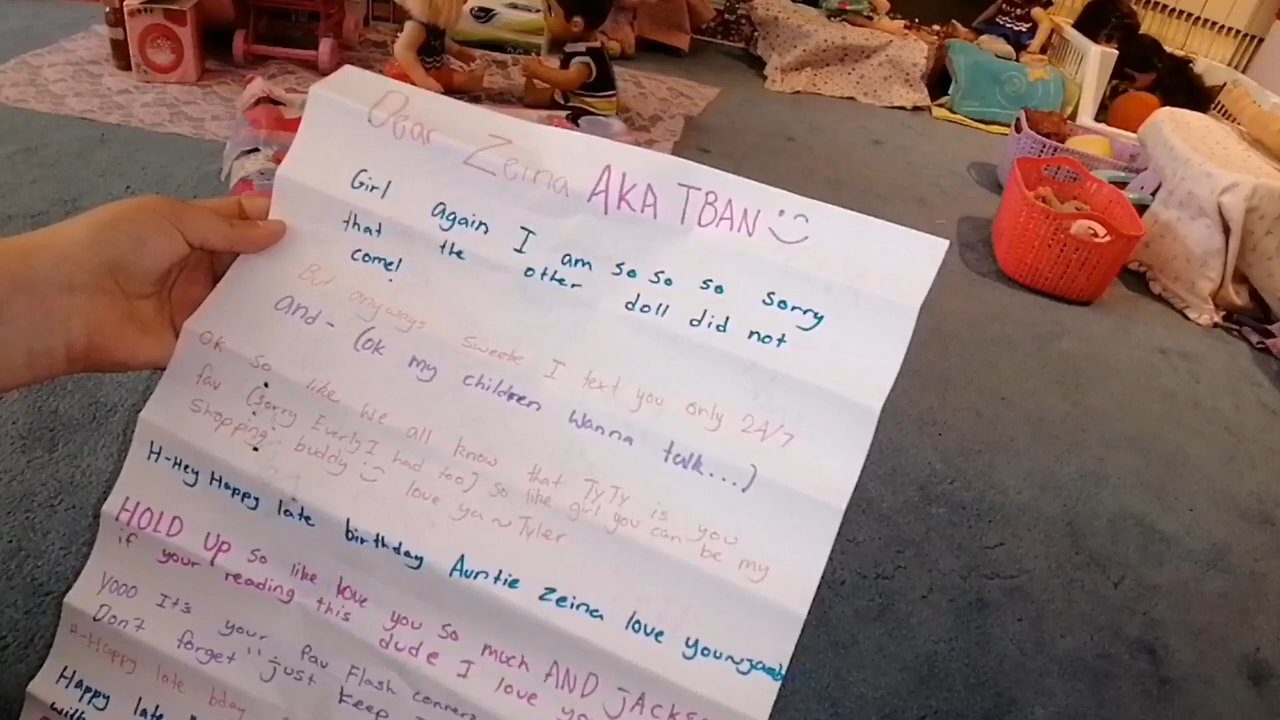 Dear Zeina AKA TBAN
Girl again I am so so so sorry
that the other doll did not
come!
But anyways sweete I text you only 24/7
and- (ok my children wanna talk...)
ok so like we all know that TyTy is you
fav (sorry Everly I had too) so like girl you can be my
shopping buddy love ya ~ Tyler
H-Hey Happy late birthday Auntie Zeina love you~
HOLD UP so like love you so much AND JACKS
if your reading this dude I love yo
Yooo It's your fav Flash
Don't forget "just keep
H-Happy late bday
Happy late